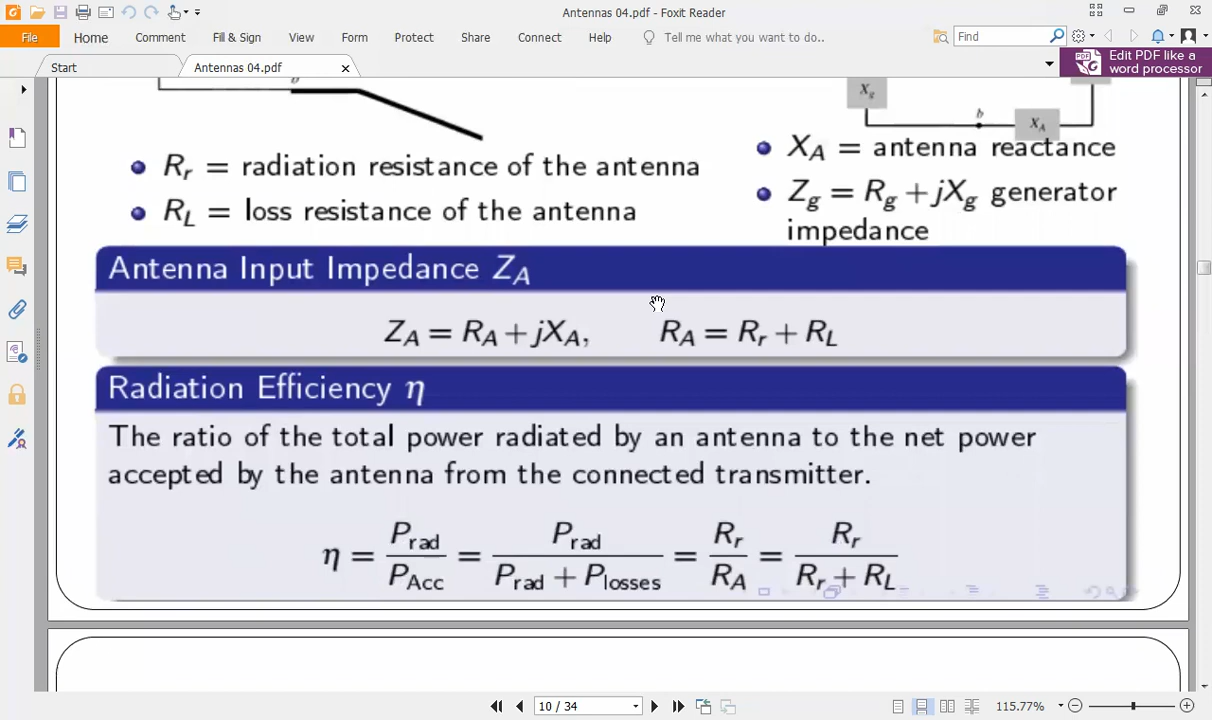 Antennas 04.pdf - Foxit Reader
File Home Comment Fill & Sign View Form Protect Share Connect Help Tell me what you want to do.. Find
Start Antennas 04.pdf
Edit PDF like a
word processor
b
X_g
b
X_A
R_r = radiation resistance of the antenna
R_L = loss resistance of the antenna
X_A = antenna reactance
Z_g = R_g + jX_g generator
impedance
Antenna Input Impedance Z_A
Z_A = R_A + jX_A, R_A = R_r + R_L
Radiation Efficiency η
The ratio of the total power radiated by an antenna to the net power
accepted by the antenna from the connected transmitter.
η = P_rad / P_Acc = P_rad / (P_rad + P_losses) = R_r / R_A = R_r / (R_r + R_L)
10 / 34
115.77%